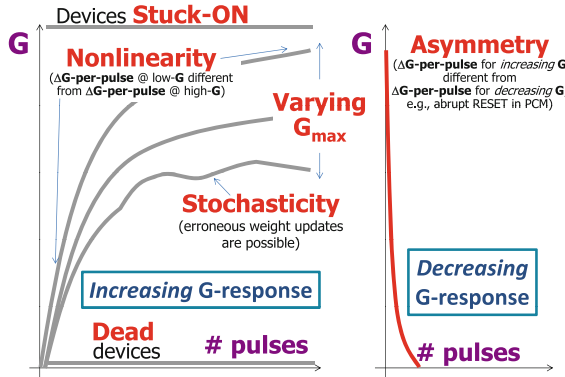 Devices Stuck-ON
G
Nonlinearity
(ΔG-per-pulse @ low-G different
from ΔG-per-pulse @ high-G)
Varying
Gmax
Stochasticity
(erroneous weight updates
are possible)
Increasing G-response
Dead
devices
# pulses
G
Asymmetry
(ΔG-per-pulse for increasing G
different from
ΔG-per-pulse for decreasing G
e.g., abrupt RESET in PCM)
Decreasing
G-response
# pulses